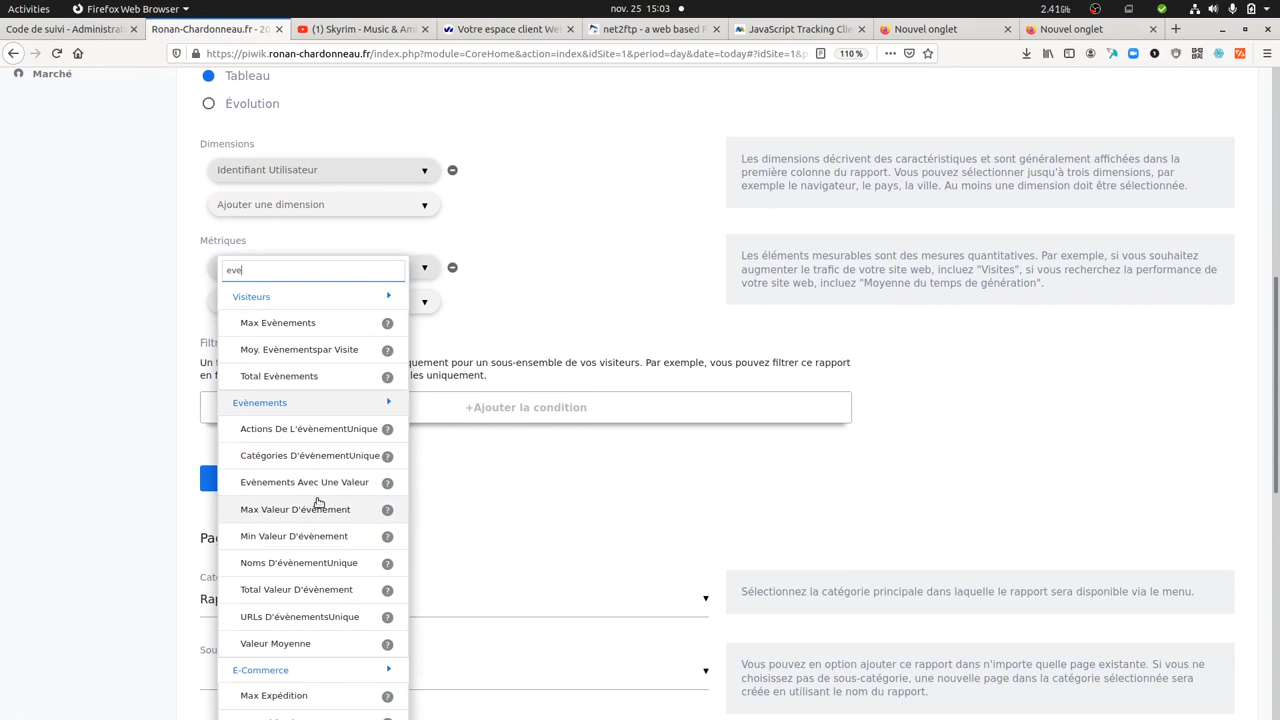 Activities
Firefox Web Browser
nov. 25 15:03
2.41 GHz
Code de suivi - Administra
Ronan-Chardonneau.fr - 20
(1) Skyrim - Music & Am
Votre espace client Web
net2ftp - a web based F
JavaScript Tracking Clie
Nouvel onglet
Nouvel onglet
https://piwik.ronan-chardonneau.fr/index.php?module=CoreHome&action=index&idSite=1&period=day&date=today#?idSite=1&p
110 %
Marché
Tableau
Évolution
Dimensions
Identifiant Utilisateur
Ajouter une dimension
Les dimensions décrivent des caractéristiques et sont généralement affichées dans la
première colonne du rapport. Vous pouvez sélectionner jusqu'à trois dimensions, par
exemple le navigateur, le pays, la ville. Au moins une dimension doit être sélectionnée.
Métriques
eve
Les éléments mesurables sont des mesures quantitatives. Par exemple, si vous souhaitez
augmenter le trafic de votre site web, incluez "Visites", si vous recherchez la performance de
votre site web, incluez "Moyenne du temps de génération".
Visiteurs
Max Evènements
Moy. Evènementspar Visite
Total Evènements
Evènements
Actions De L'évènementUnique
Catégories D'évènementUnique
Evènements Avec Une Valeur
Max Valeur D'évènement
Min Valeur D'évènement
Noms D'évènementUnique
Total Valeur D'évènement
URLs D'évènementsUnique
Valeur Moyenne
E-Commerce
Max Expédition
Filt
Un
quement pour un sous-ensemble de vos visiteurs. Par exemple, vous pouvez filtrer ce rapport
en
les uniquement.
+Ajouter la condition
Pa
Caté
Rap
Sélectionnez la catégorie principale dans laquelle le rapport sera disponible via le menu.
Sou
Vous pouvez en option ajouter ce rapport dans n'importe quelle page existante. Si vous ne
choisissez pas de sous-catégorie, une nouvelle page dans la catégorie sélectionnée sera
créée en utilisant le nom du rapport.